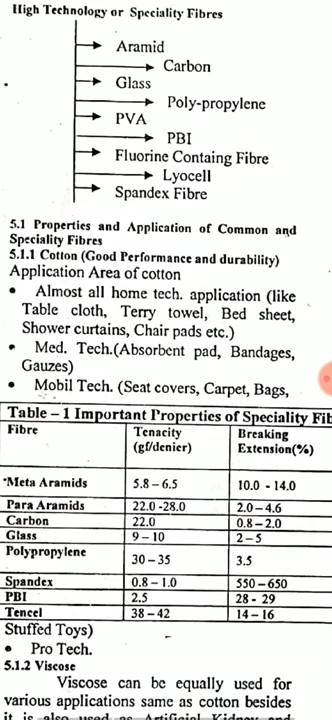 High Technology or Speciality Fibres
Aramid
Carbon
Glass
Poly-propylene
PVA
PBI
Fluorine Containg Fibre
Lyocell
Spandex Fibre
5.1 Properties and Application of Common and
Speciality Fibres
5.1.1 Cotton (Good Performance and durability)
Application Area of cotton
• Almost all home tech. application (like
Table cloth, Terry towel, Bed sheet,
Shower curtains, Chair pads etc.)
• Med. Tech.(Absorbent pad, Bandages,
Gauzes)
• Mobil Tech. (Seat covers, Carpet, Bags,
Table – 1 Important Properties of Speciality Fib
Fibre Tenacity Breaking
(gf/denier) Extension(%)
Meta Aramids 5.8 – 6.5 10.0 - 14.0
Para Aramids 22.0 -28.0 2.0 – 4.6
Carbon 22.0 0.8 – 2.0
Glass 9 – 10 2 – 5
Polypropylene 30 – 35 3.5
Spandex 0.8 – 1.0 550 – 650
PBI 2.5 28 - 29
Tencel 38 – 42 14 – 16
Stuffed Toys)
• Pro Tech.
5.1.2 Viscose
Viscose can be equally used for
various applications same as cotton besides
it is also used as Artificial Kidney and